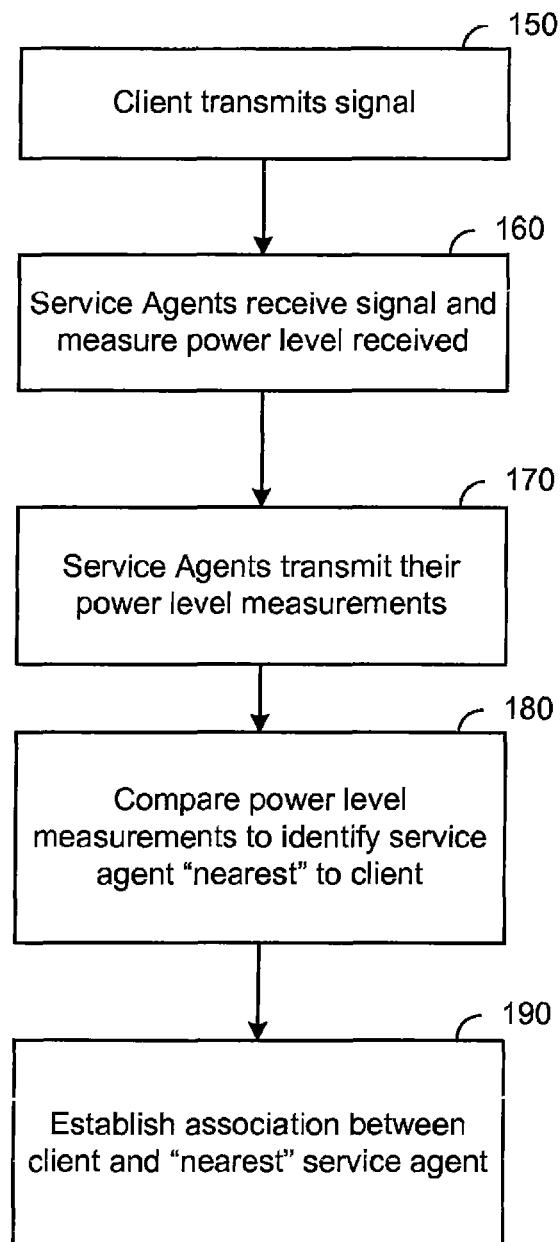 150
Client transmits signal
160
Service Agents receive signal and
measure power level received
170
Service Agents transmit their
power level measurements
180
Compare power level
measurements to identify service
agent “nearest” to client
190
Establish association between
client and “nearest” service agent